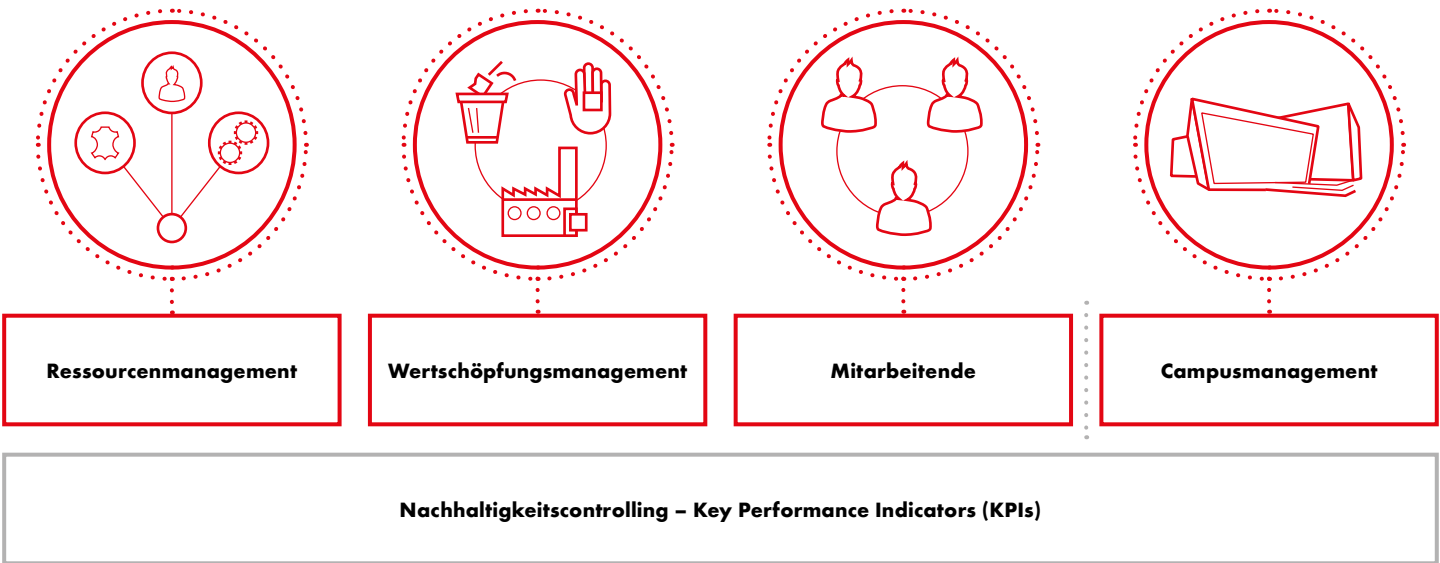 Ressourcenmanagement
Wertschöpfungsmanagement
Mitarbeitende
Campusmanagement
Nachhaltigkeitscontrolling – Key Performance Indicators (KPIs)